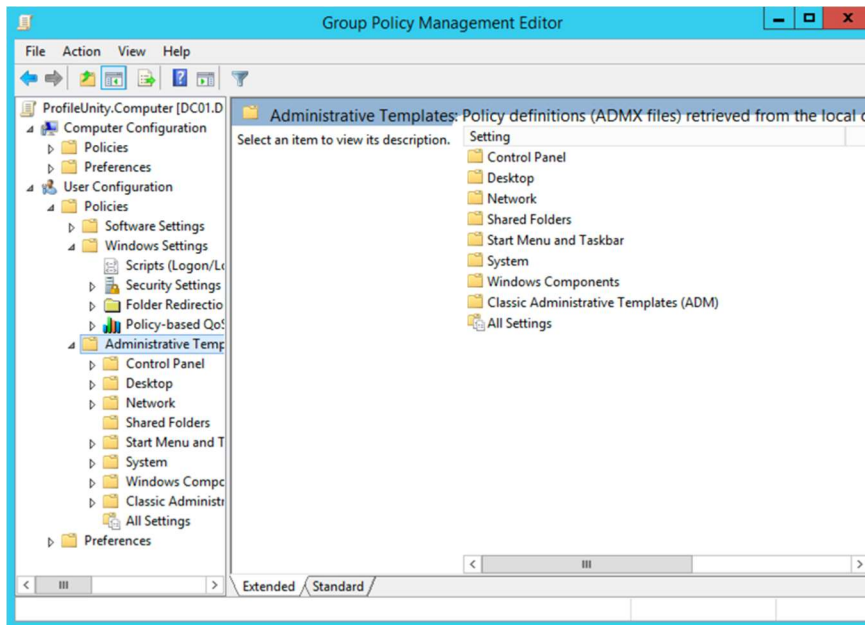 Group Policy Management Editor
File Action View Help
ProfileUnity.Computer [DC01.D
Computer Configuration
Policies
Preferences
User Configuration
Policies
Software Settings
Windows Settings
Scripts (Logon/Lo
Security Settings
Folder Redirectio
Policy-based QoS
Administrative Temp
Control Panel
Desktop
Network
Shared Folders
Start Menu and T
System
Windows Compo
Classic Administr
All Settings
Preferences
Administrative Templates: Policy definitions (ADMX files) retrieved from the local c
Select an item to view its description.
Setting
Control Panel
Desktop
Network
Shared Folders
Start Menu and Taskbar
System
Windows Components
Classic Administrative Templates (ADM)
All Settings
Extended Standard